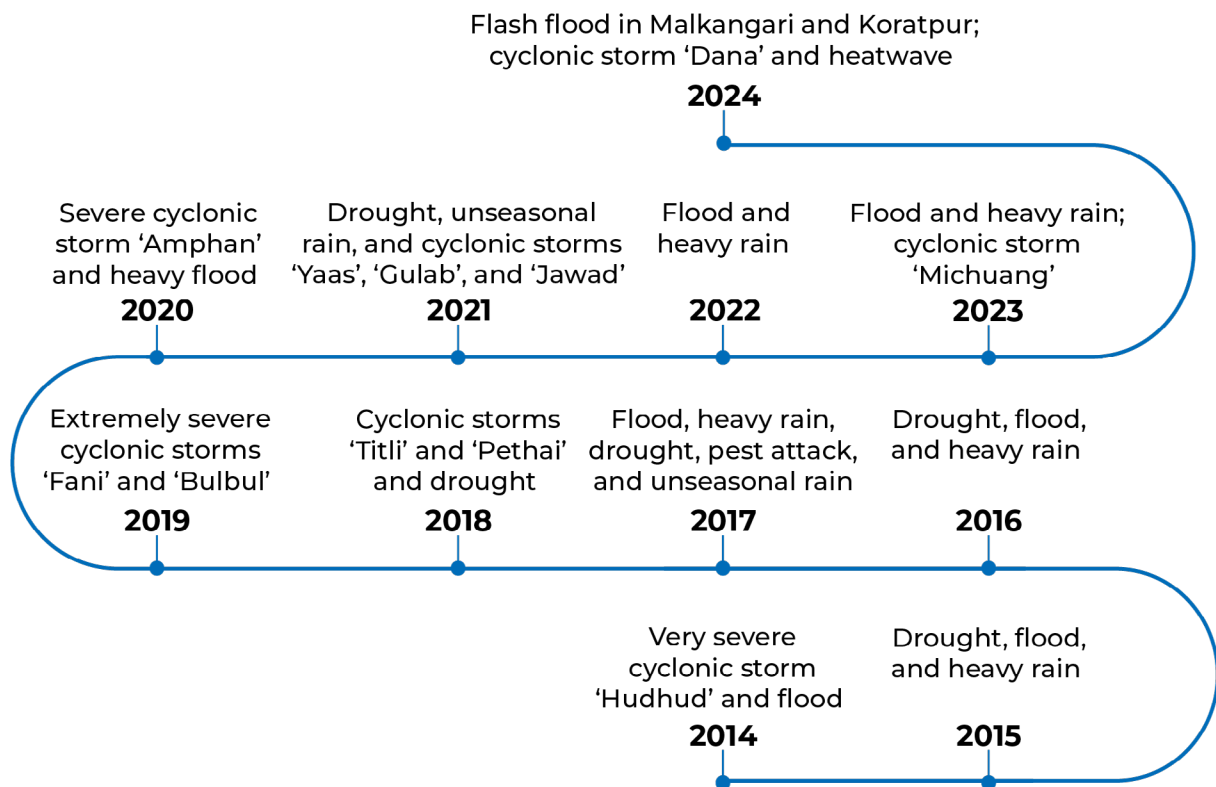 Flash flood in Malkangari and Koratpur;
cyclonic storm ‘Dana’ and heatwave
2024
Severe cyclonic
storm ‘Amphan’
and heavy flood
2020
Drought, unseasonal
rain, and cyclonic storms
‘Yaas’, ‘Gulab’, and ‘Jawad’
2021
Flood and
heavy rain
2022
Flood and heavy rain;
cyclonic storm
‘Michuang’
2023
Extremely severe
cyclonic storms
‘Fani’ and ‘Bulbul’
2019
Cyclonic storms
‘Titli’ and ‘Pethai’
and drought
2018
Flood, heavy rain,
drought, pest attack,
and unseasonal rain
2017
Drought, flood,
and heavy rain
2016
Very severe
cyclonic storm
‘Hudhud’ and flood
2014
Drought, flood,
and heavy rain
2015